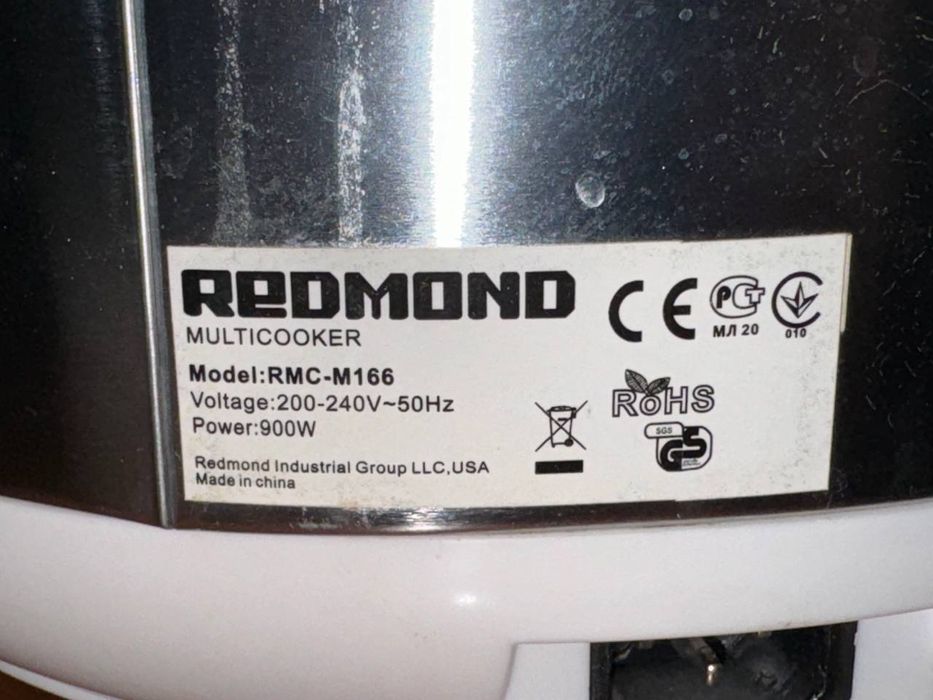 REDMOND
MULTICOOKER
CE
РСТ
МЛ 20
010
Model:RMC-M166
Voltage:200-240V~50Hz
Power:900W
RoHS
SGS
GS
Redmond Industrial Group LLC,USA
Made in china